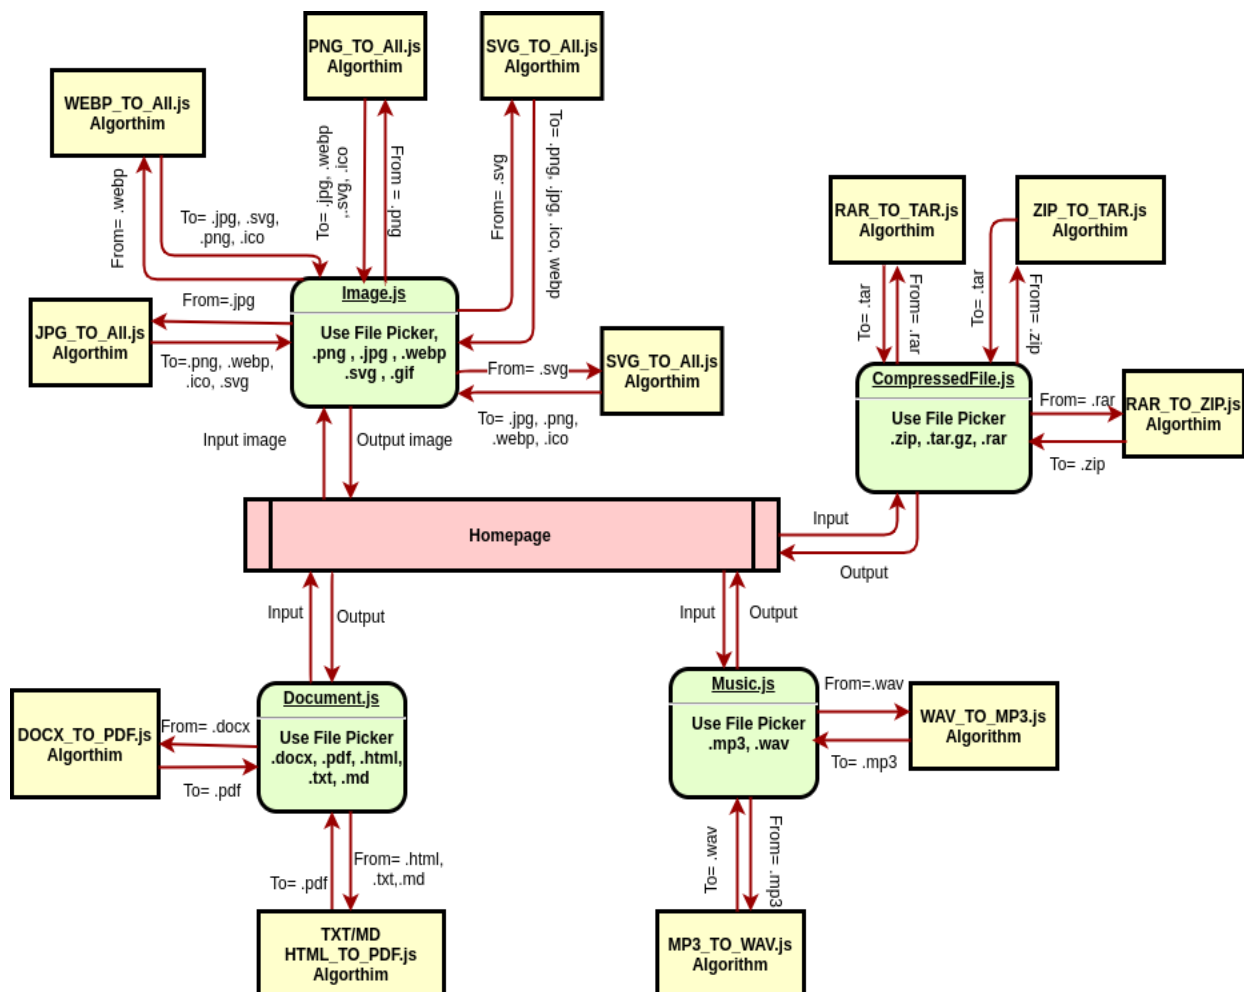 PNG_TO_All.js
Algorthim
SVG_TO_All.js
Algorthim
WEBP_TO_All.js
Algorthim
From= .webp
To= .jpg, .svg,
.png, .ico
To= .jpg, .webp
,.svg, .ico
From = .png
From= .svg
To= .png, .jpg, .ico, webp
RAR_TO_TAR.js
Algorthim
ZIP_TO_TAR.js
Algorthim
To= .tar
From= .rar
To= .tar
From= .zip
JPG_TO_All.js
Algorthim
From=.jpg
To=.png, .webp,
.ico, .svg
Image.js
Use File Picker,
.png , .jpg , .webp
.svg , .gif
From= .svg
To= .jpg, .png,
.webp, .ico
SVG_TO_All.js
Algorthim
CompressedFile.js
Use File Picker
.zip, .tar.gz, .rar
From= .rar
To= .zip
RAR_TO_ZIP.js
Algorthim
Input image
Output image
Homepage
Input
Output
Input
Output
Input
Output
DOCX_TO_PDF.js
Algorthim
From= .docx
To= .pdf
Document.js
Use File Picker
.docx, .pdf, .html,
.txt, .md
Music.js
Use File Picker
.mp3, .wav
From=.wav
To= .mp3
WAV_TO_MP3.js
Algorithm
To= .pdf
From= .html,
.txt,.md
To= .wav
From= .mp3
TXT/MD
HTML_TO_PDF.js
Algorthim
MP3_TO_WAV.js
Algorithm